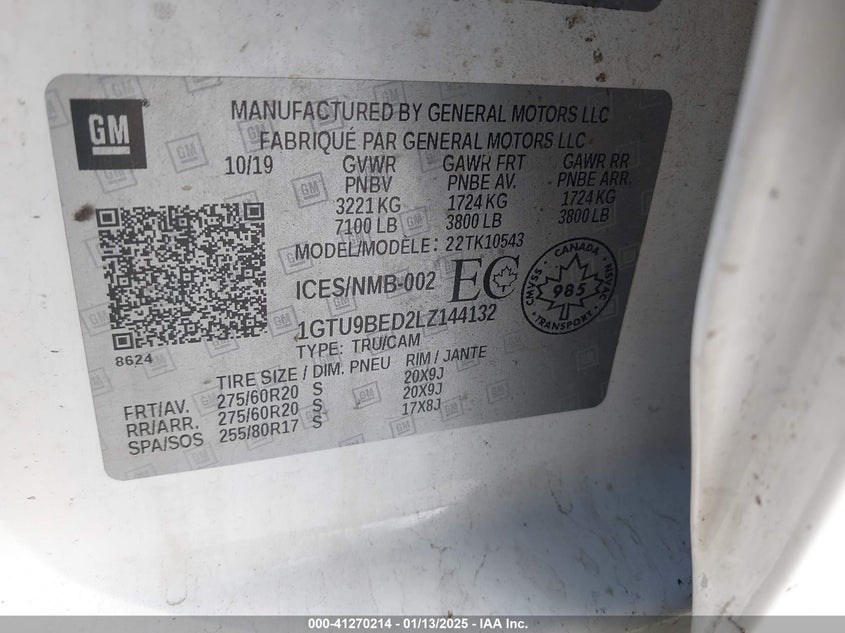 GM
MANUFACTURED BY GENERAL MOTORS LLC
FABRIQUÉ PAR GENERAL MOTORS LLC
10/19 GVWR GAWR FRT GAWR RR
PNBV PNBE AV. PNBE ARR.
3221 KG 1724 KG 1724 KG
7100 LB 3800 LB 3800 LB
MODEL/MODÈLE: 22TK10543
ICES/NMB-002 EC
CANADA
CMVSS 985 NSVAC
TRANSPORT
1GTU9BED2LZ144132
TYPE: TRU/CAM
8624
TIRE SIZE / DIM. PNEU RIM / JANTE
FRT/AV. 275/60R20 S 20X9J
RR/ARR. 275/60R20 S 20X9J
SPA/SOS 255/80R17 S 17X8J
000-41270214 - 01/13/2025 - IAA Inc.